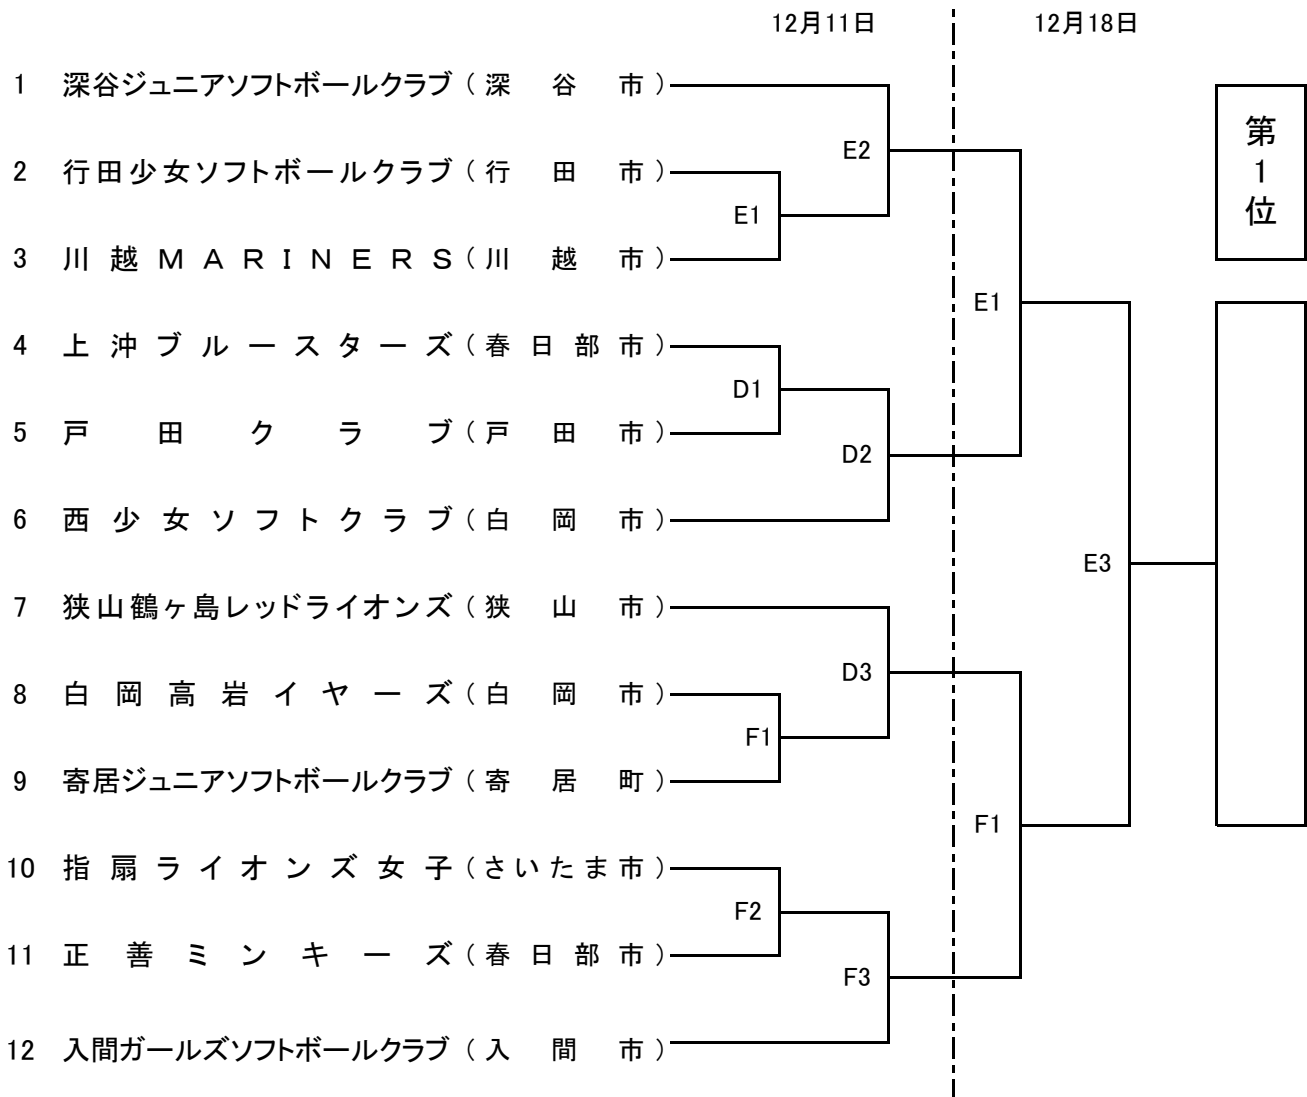 12月11日 12月18日
1 深谷ジュニアソフトボールクラブ(深谷市)
第1位
E2
2 行田少女ソフトボールクラブ(行田市)
E1
3 川越MARINERS(川越市)
E1
4 上沖ブルースターズ(春日部市)
D1
5 戸田クラブ(戸田市)
D2
6 西少女ソフトクラブ(白岡市)
E3
7 狭山鶴ヶ島レッドライオンズ(狭山市)
D3
8 白岡高岩イヤーズ(白岡市)
F1
9 寄居ジュニアソフトボールクラブ(寄居町)
F1
10 指扇ライオンズ女子(さいたま市)
F2
11 正善ミンキーズ(春日部市)
F3
12 入間ガールズソフトボールクラブ(入間市)